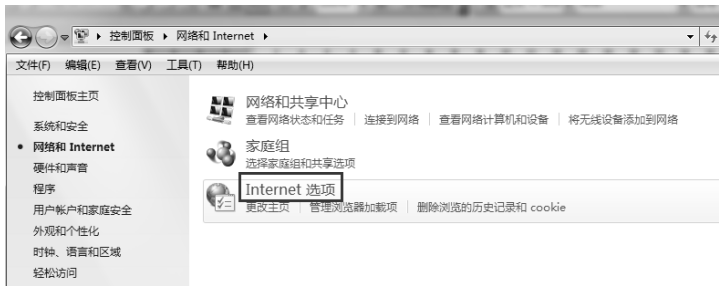 控制面板 ▸ 网络和 Internet ▸
文件(F) 编辑(E) 查看(V) 工具(T) 帮助(H)
控制面板主页
系统和安全
网络和 Internet
硬件和声音
程序
用户帐户和家庭安全
外观和个性化
时钟、语言和区域
轻松访问
网络和共享中心
查看网络状态和任务 | 连接到网络 | 查看网络计算机和设备 | 将无线设备添加到网络
家庭组
选择家庭组和共享选项
Internet 选项
更改主页 | 管理浏览器加载项 | 删除浏览的历史记录和 cookie